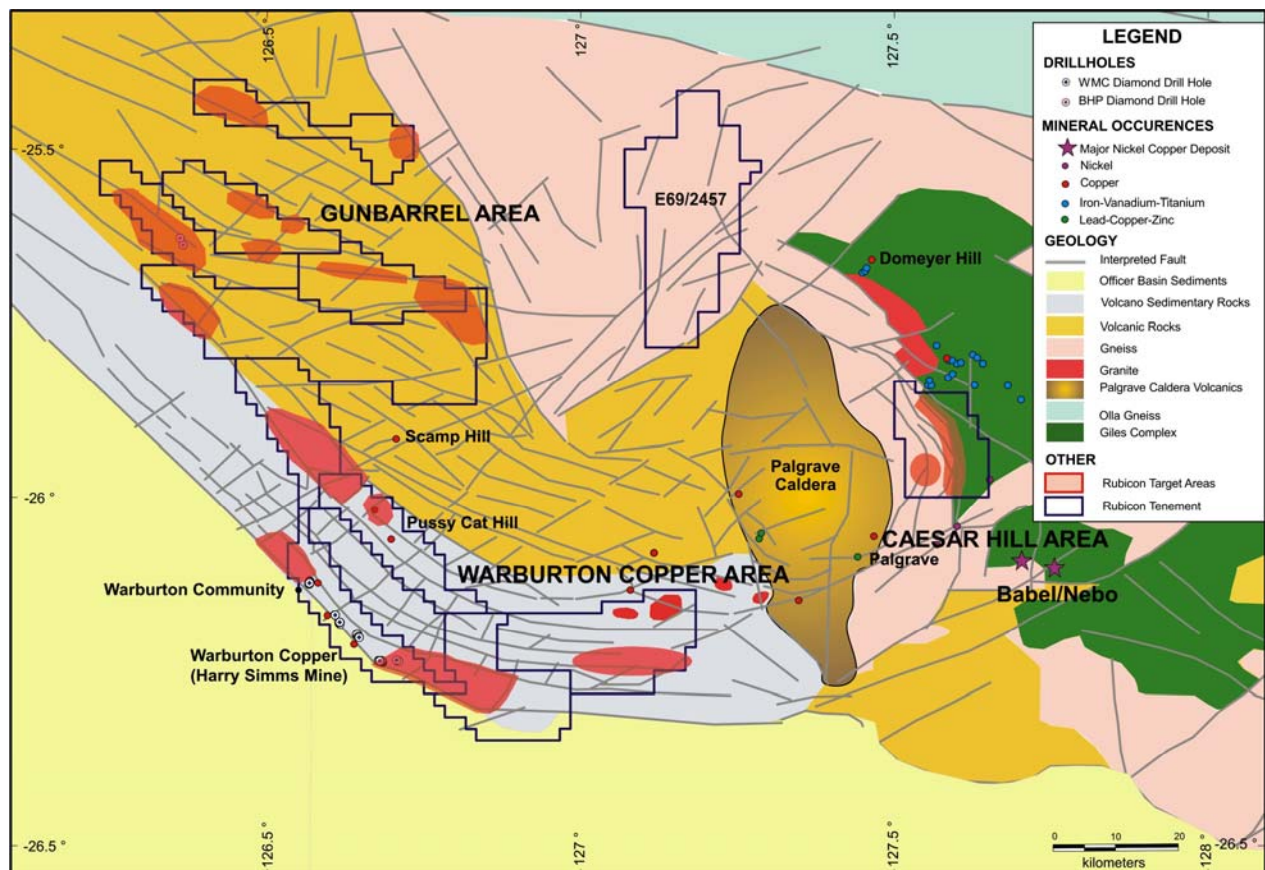 126.5 °
127 °
127.5 °
LEGEND
DRILLHOLES
WMC Diamond Drill Hole
BHP Diamond Drill Hole
MINERAL OCCURENCES
Major Nickel Copper Deposit
Nickel
Copper
Iron-Vanadium-Titanium
Lead-Copper-Zinc
GEOLOGY
Interpreted Fault
Officer Basin Sediments
Volcano Sedimentary Rocks
Volcanic Rocks
Gneiss
Granite
Palgrave Caldera Volcanics
Olla Gneiss
Giles Complex
OTHER
Rubicon Target Areas
Rubicon Tenement
-25.5 °
E69/2457
GUNBARREL AREA
Domeyer Hill
Scamp Hill
Palgrave
Caldera
-26 °
Pussy Cat Hill
CAESAR HILL AREA
Palgrave
WARBURTON COPPER AREA
Warburton Community
Babel/Nebo
Warburton Copper
(Harry Simms Mine)
-26.5 °
126.5 °
127 °
127.5 °
128 °
-26.5 °
0 10 20
kilometers